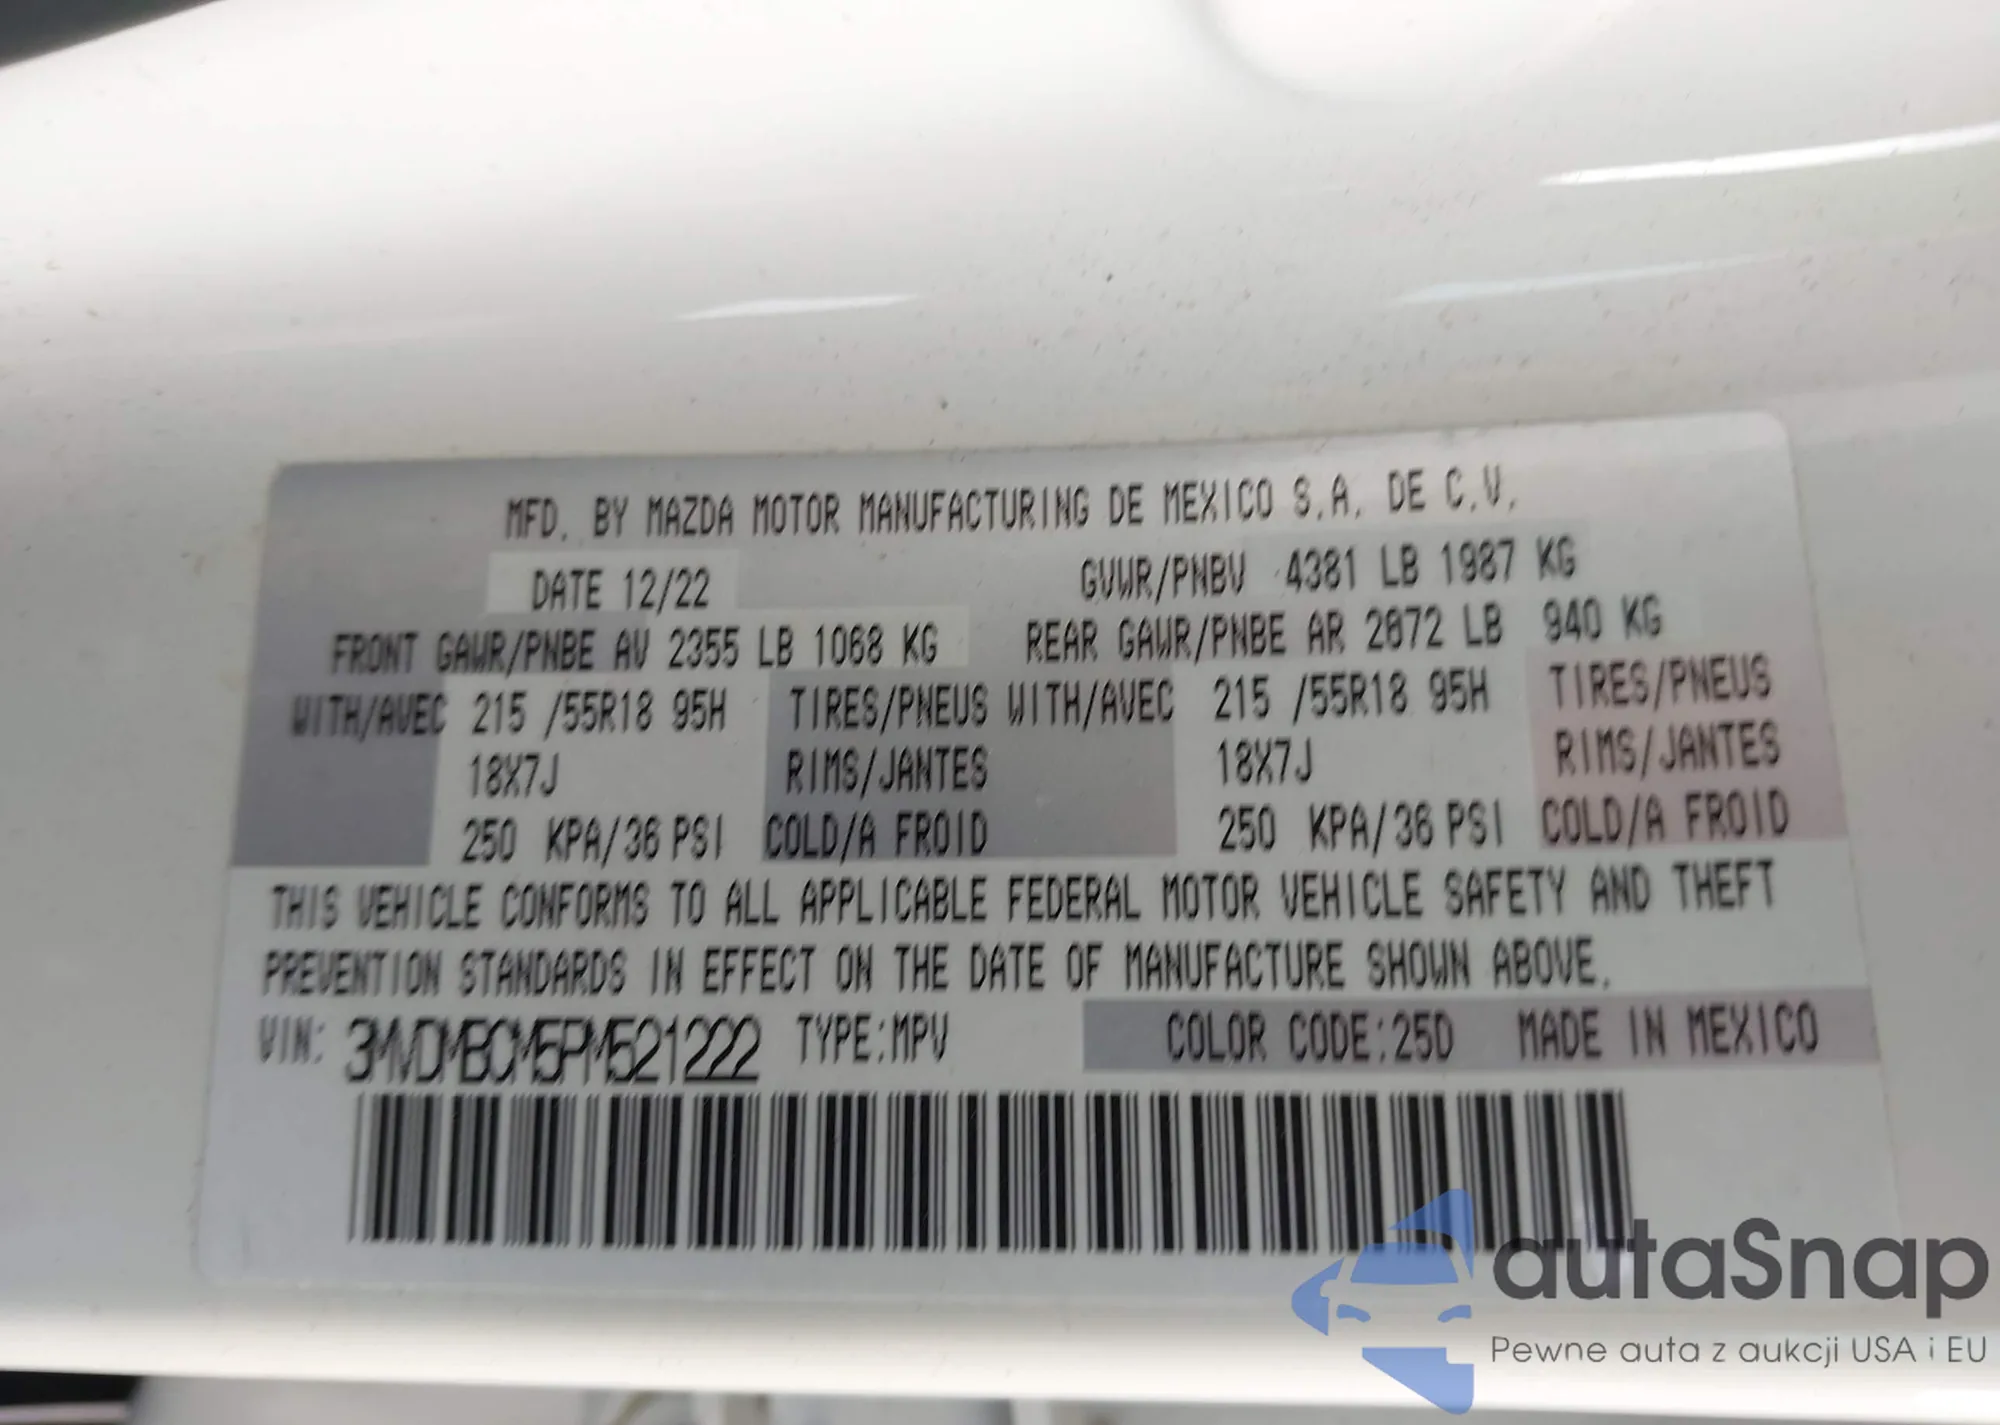 MFD. BY MAZDA MOTOR MANUFACTURING DE MEXICO S.A. DE C.V.
DATE 12/22 GVWR/PNBV 4381 LB 1987 KG
FRONT GAWR/PNBE AV 2355 LB 1068 KG REAR GAWR/PNBE AR 2072 LB 940 KG
WITH/AVEC 215 /55R18 95H TIRES/PNEUS WITH/AVEC 215 /55R18 95H TIRES/PNEUS
18X7J RIMS/JANTES 18X7J RIMS/JANTES
250 KPA/36 PSI COLD/A FROID 250 KPA/36 PSI COLD/A FROID
THIS VEHICLE CONFORMS TO ALL APPLICABLE FEDERAL MOTOR VEHICLE SAFETY AND THEFT
PREVENTION STANDARDS IN EFFECT ON THE DATE OF MANUFACTURE SHOWN ABOVE.
VIN: 3MVDMBCM5PM521222 TYPE:MPV COLOR CODE:25D MADE IN MEXICO
autaSnap
Pewne auta z aukcji USA i EU